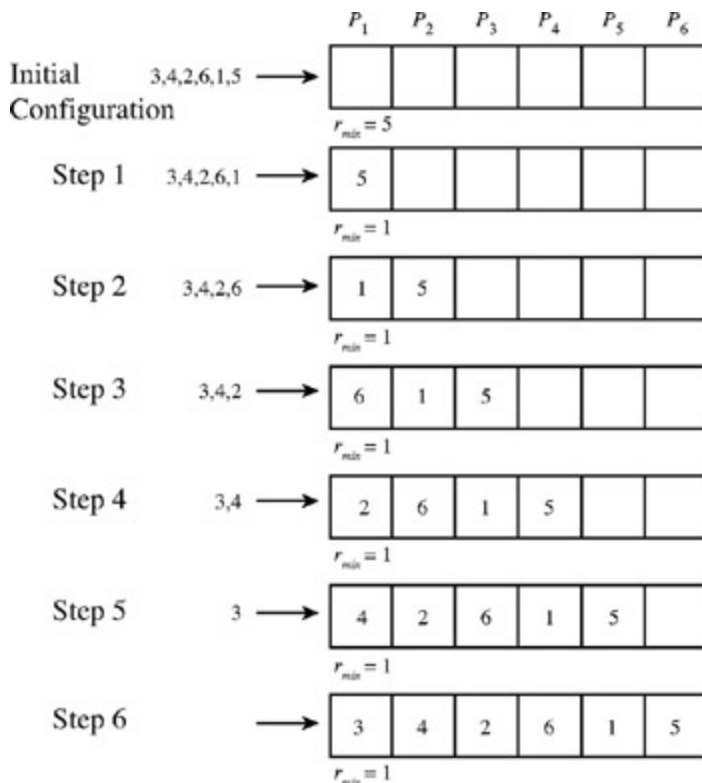 P1 P2 P3 P4 P5 P6
Initial Configuration 3,4,2,6,1,5
rmin = 5
Step 1 3,4,2,6,1 5
rmin = 1
Step 2 3,4,2,6 1 5
rmin = 1
Step 3 3,4,2 6 1 5
rmin = 1
Step 4 3,4 2 6 1 5
rmin = 1
Step 5 3 4 2 6 1 5
rmin = 1
Step 6 3 4 2 6 1 5
rmin = 1